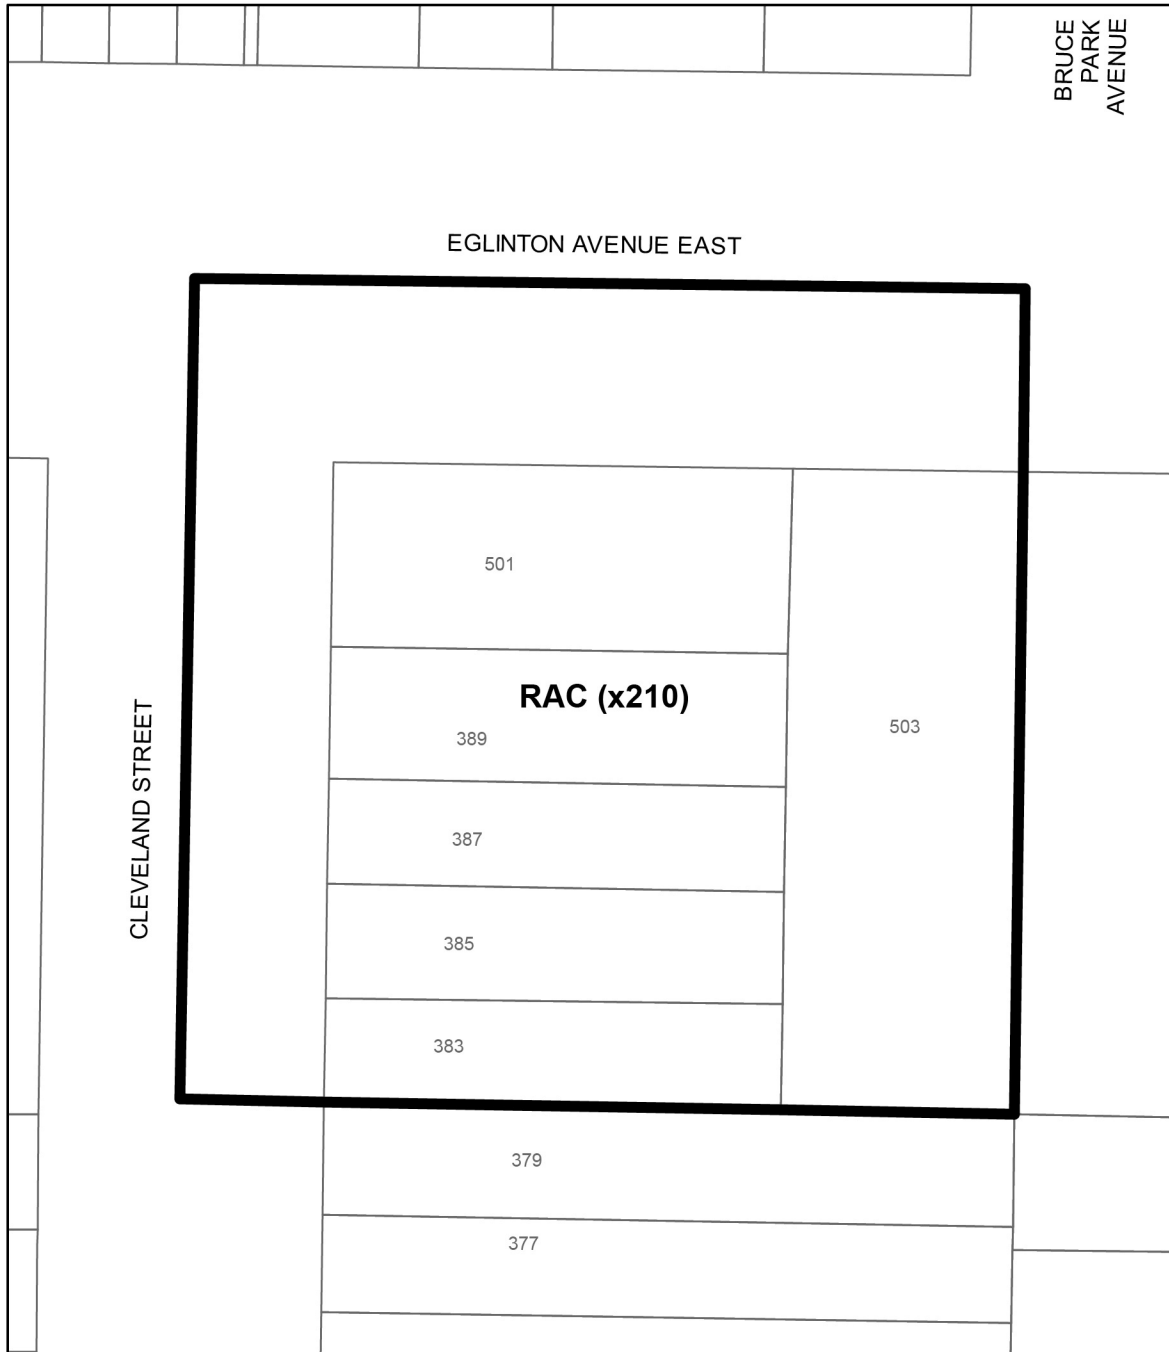 BRUCE
PARK
AVENUE
EGLINTON AVENUE EAST
501
RAC (x210)
503
389
CLEVELAND STREET
387
385
383
379
377